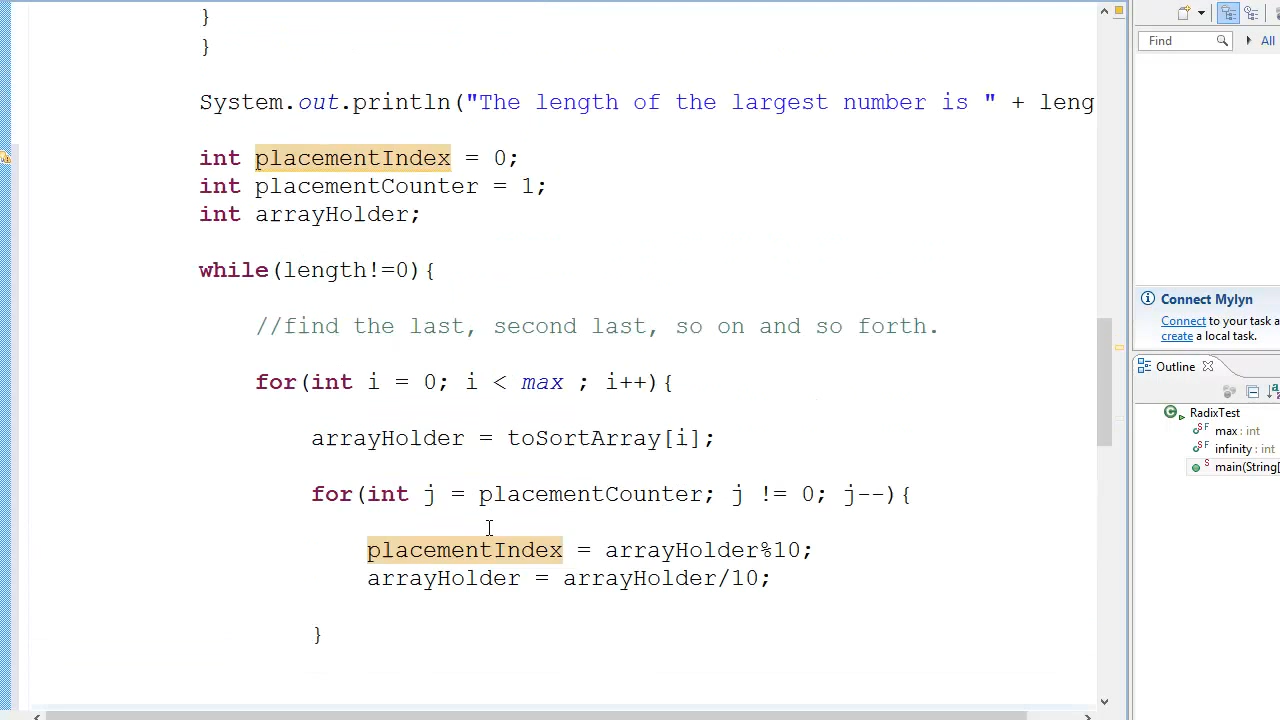 }
}
System.out.println("The length of the largest number is " + leng
int placementIndex = 0;
int placementCounter = 1;
int arrayHolder;
while(length!=0){
//find the last, second last, so on and so forth.
for(int i = 0; i < max ; i++){
arrayHolder = toSortArray[i];
for(int j = placementCounter; j != 0; j--){
placementIndex = arrayHolder%10;
arrayHolder = arrayHolder/10;
}
Find
All
Connect Mylyn
Connect to your task a
create a local task.
Outline
RadixTest
max : int
infinity : int
main(String[